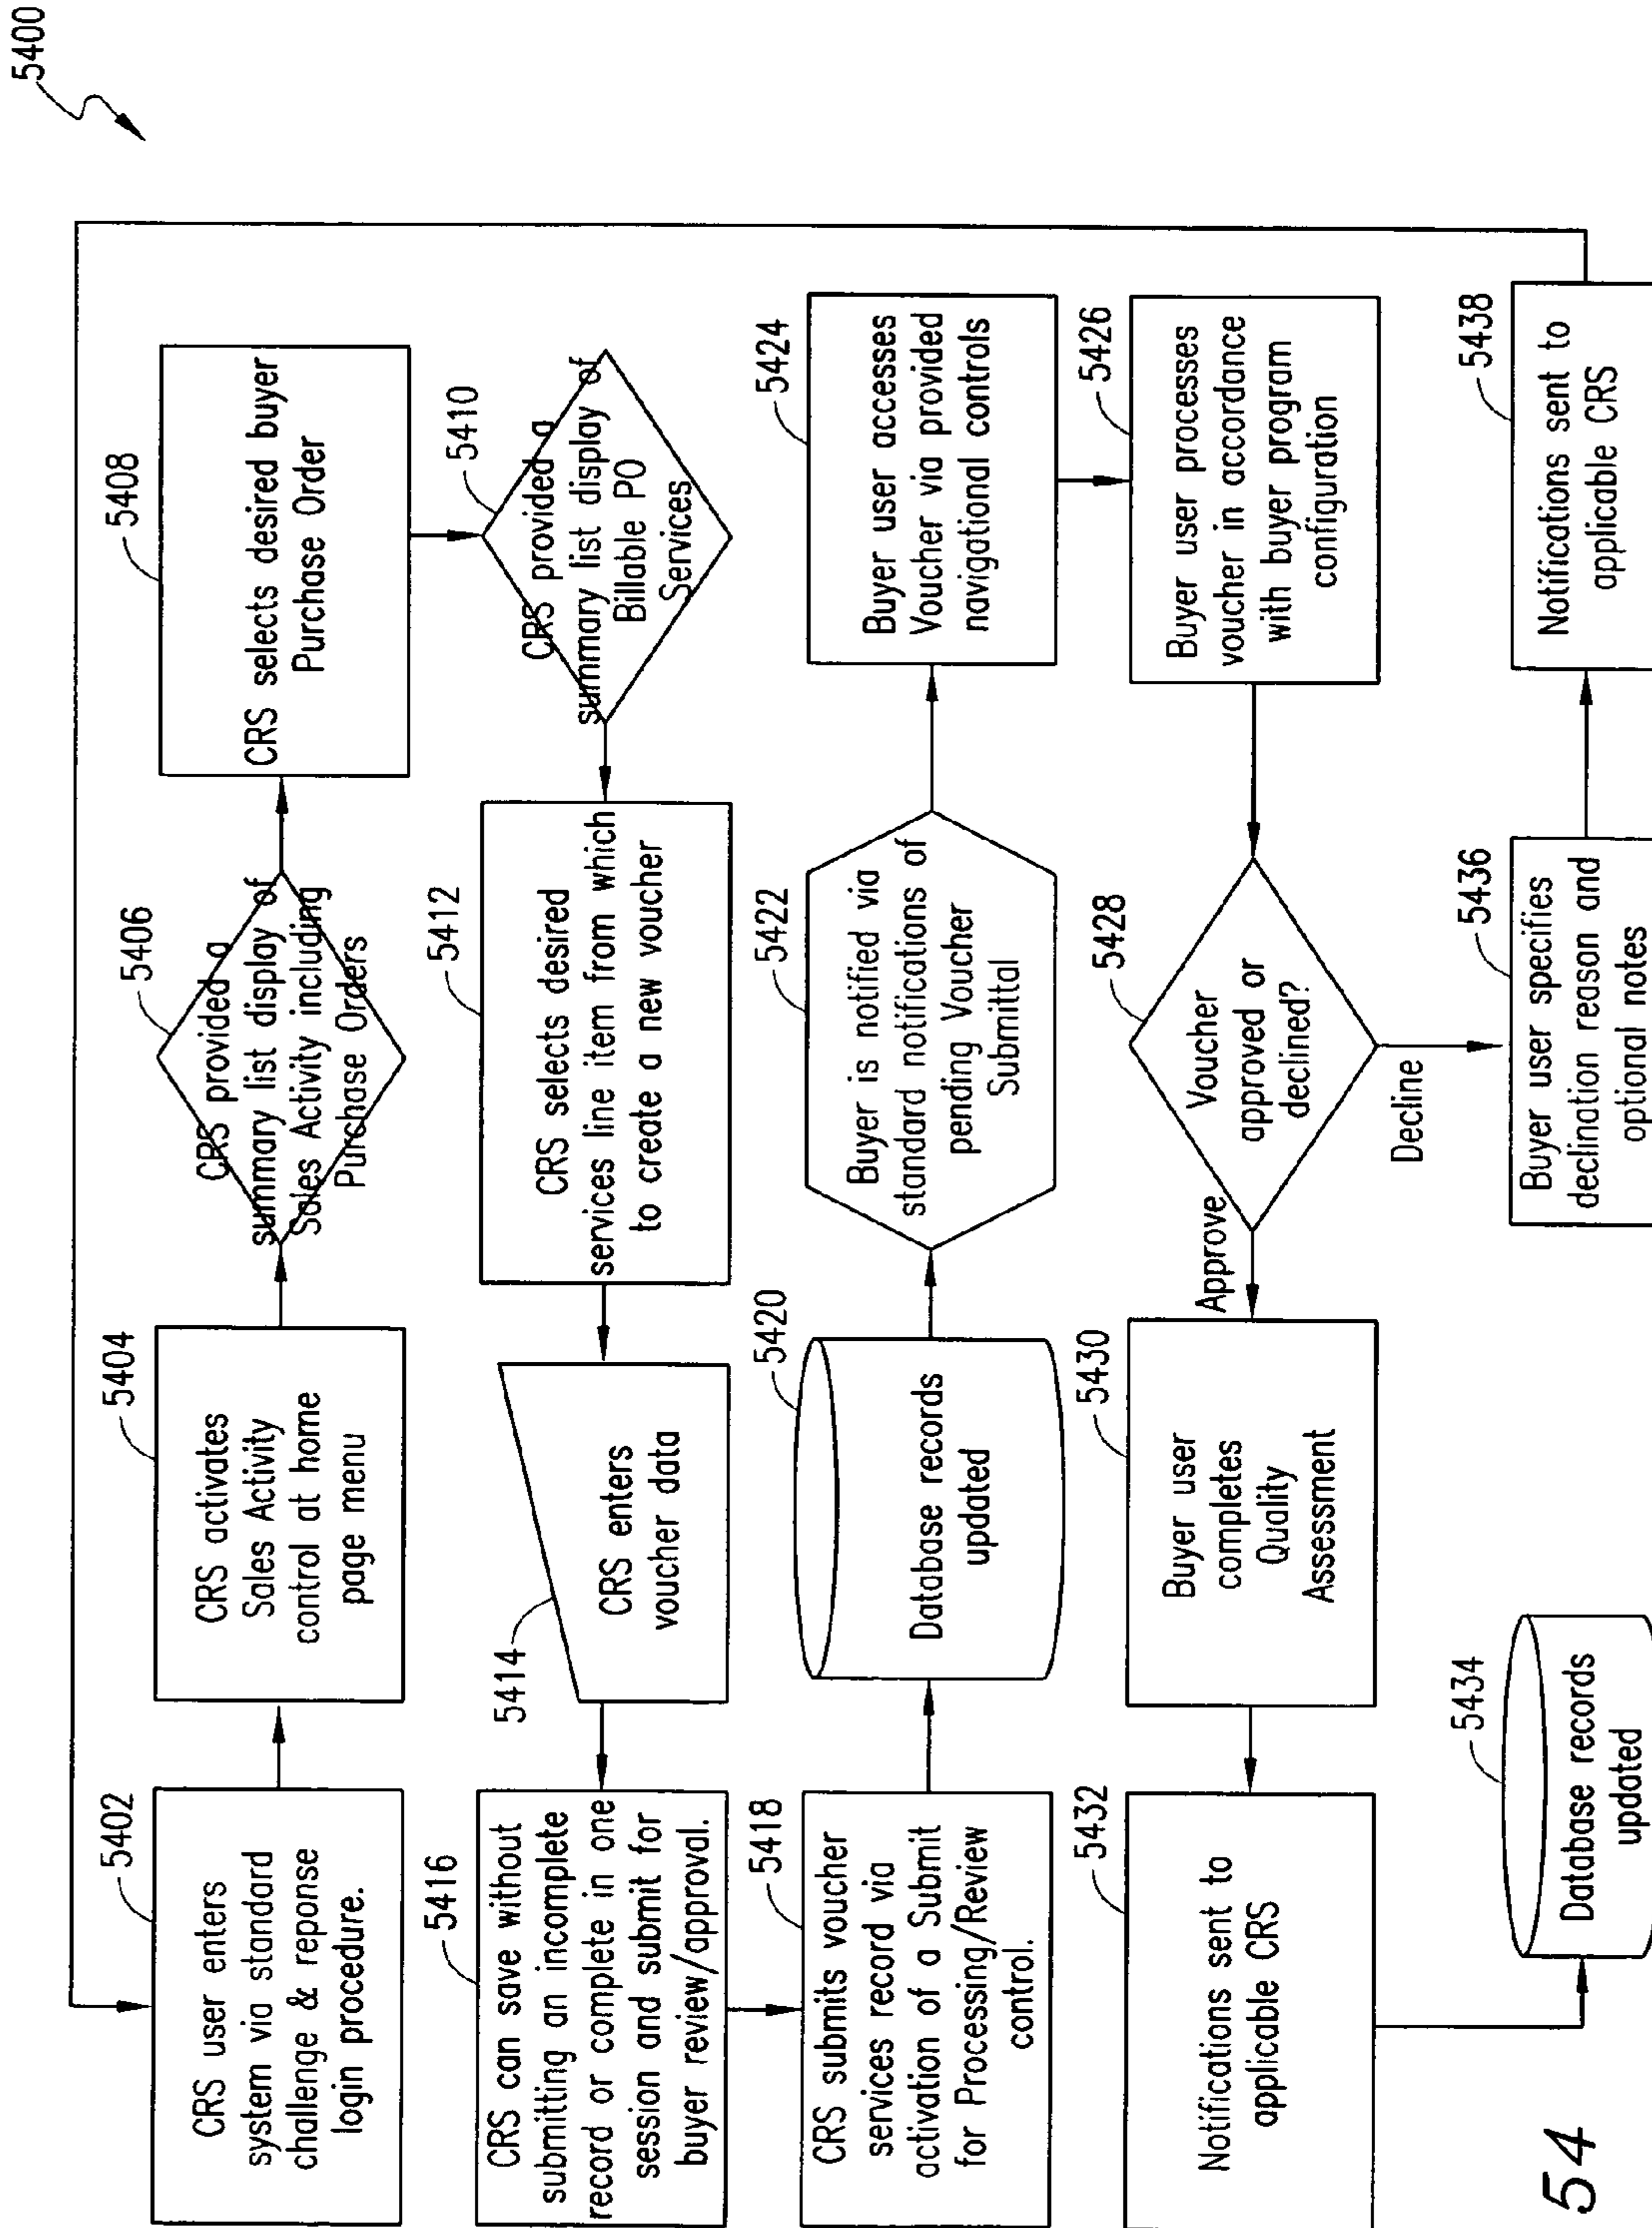 5400
5402
CRS user enters
system via standard
challenge & reponse
login procedure.
5404
CRS activates
Sales Activity
control at home
page menu
5406
CRS provided a
summary list display of
Sales Activity including
Purchase Orders
5408
CRS selects desired buyer
Purchase Order
5410
CRS provided a
summary list display of
Billable PO
Services
5412
CRS selects desired
services line item from which
to create a new voucher
5414
CRS enters
voucher data
5416
CRS can save without
submitting an incomplete
record or complete in one
session and submit for
buyer review/approval.
5418
CRS submits voucher
services record via
activation of a Submit
for Processing/Review
control.
5420
Database records
updated
5422
Buyer is notified via
standard notifications of
pending Voucher
Submittal
5424
Buyer user accesses
Voucher via provided
navigational controls
5426
Buyer user processes
voucher in accordance
with buyer program
configuration
5428
Voucher
approved or
declined?
Approve
Decline
5430
Buyer user
completes
Quality
Assessment
5432
Notifications sent to
applicable CRS
5434
Database records
updated
5436
Buyer user specifies
declination reason and
optional notes
5438
Notifications sent to
applicable CRS
54